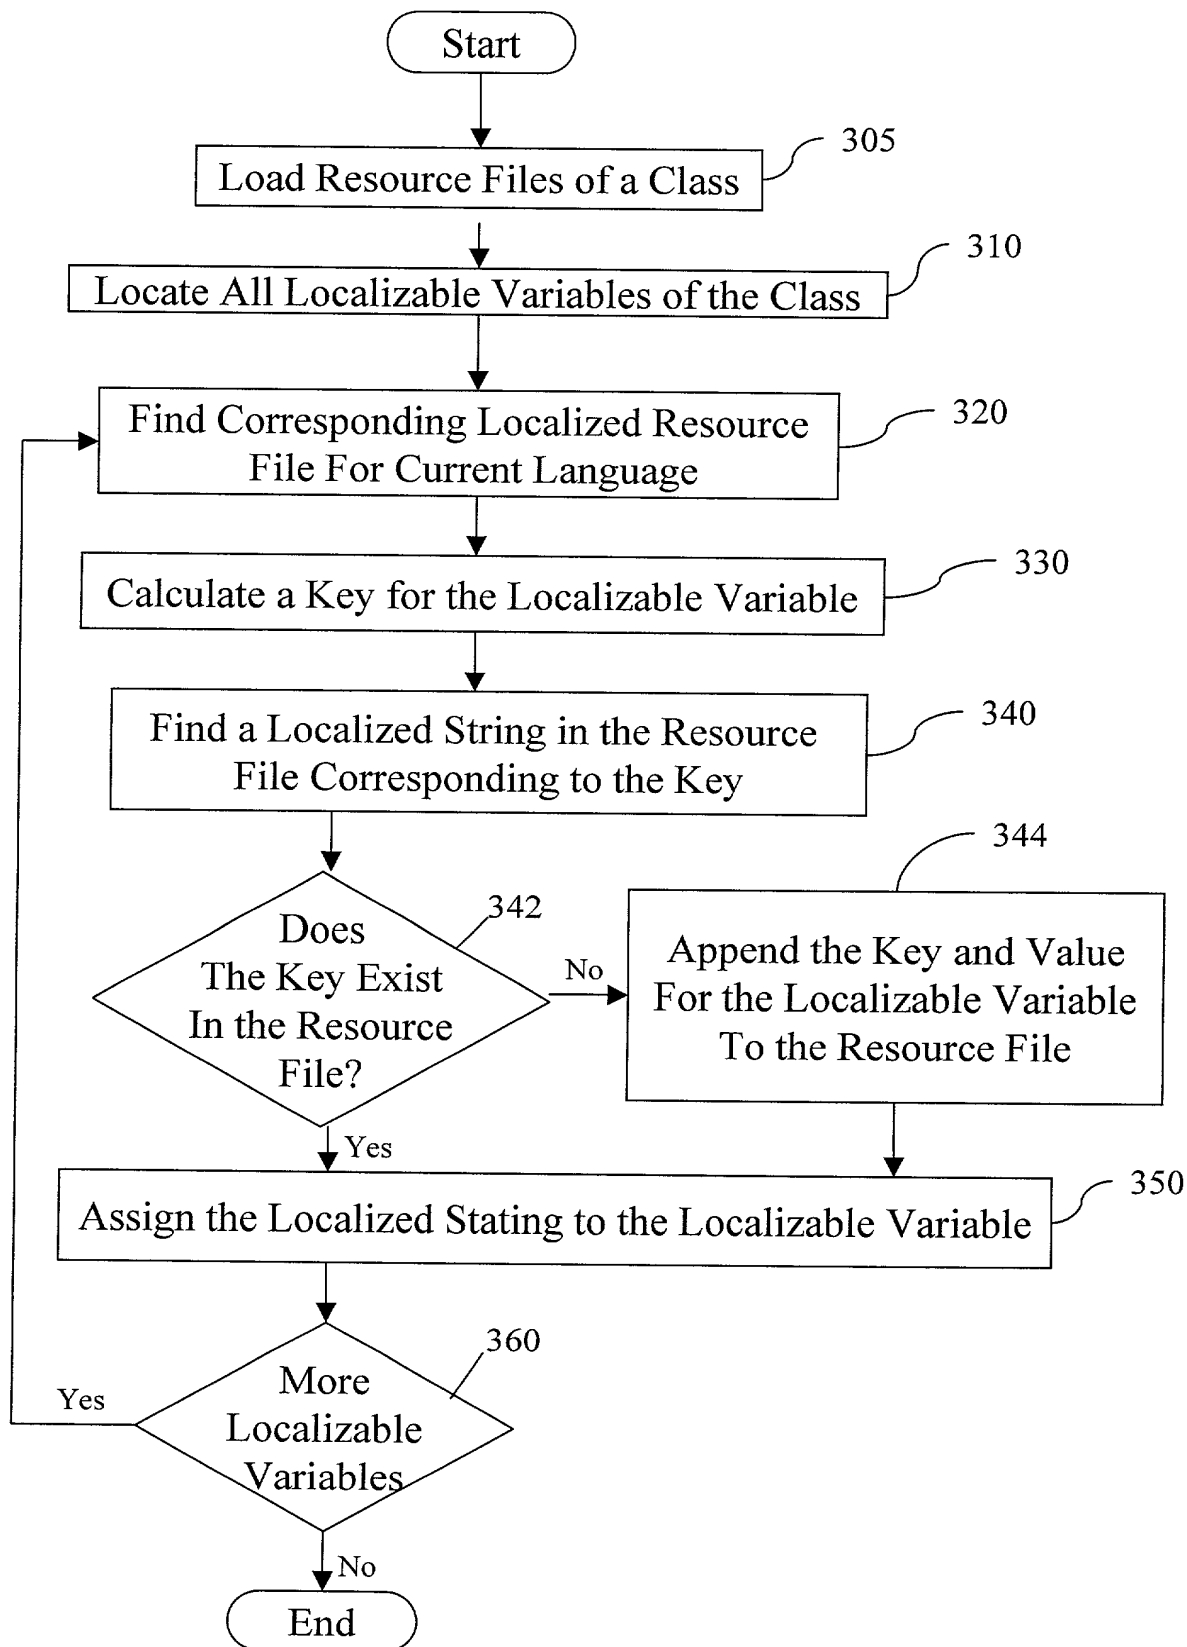 Start
305
Load Resource Files of a Class
310
Locate All Localizable Variables of the Class
320
Find Corresponding Localized Resource
File For Current Language
330
Calculate a Key for the Localizable Variable
340
Find a Localized String in the Resource
File Corresponding to the Key
344
342
Does
The Key Exist
In the Resource
File?
No
Append the Key and Value
For the Localizable Variable
To the Resource File
Yes
350
Assign the Localized Stating to the Localizable Variable
360
More
Localizable
Variables
Yes
No
End